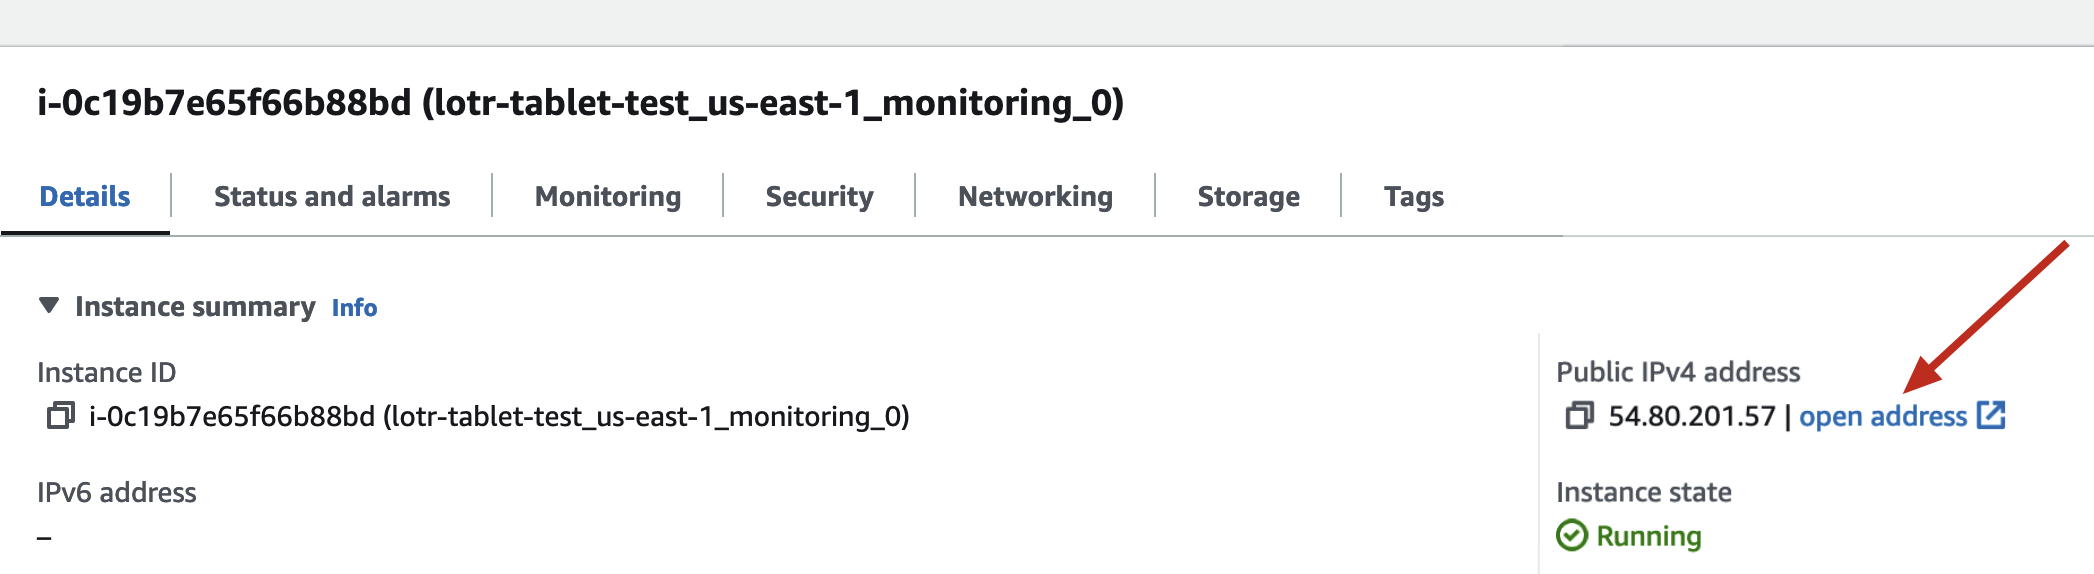 i-0c19b7e65f66b88bd (lotr-tablet-test_us-east-1_monitoring_0)
Details
Status and alarms
Monitoring
Security
Networking
Storage
Tags
Instance summary Info
Instance ID
i-0c19b7e65f66b88bd (lotr-tablet-test_us-east-1_monitoring_0)
Public IPv4 address
54.80.201.57 | open address
IPv6 address
–
Instance state
Running